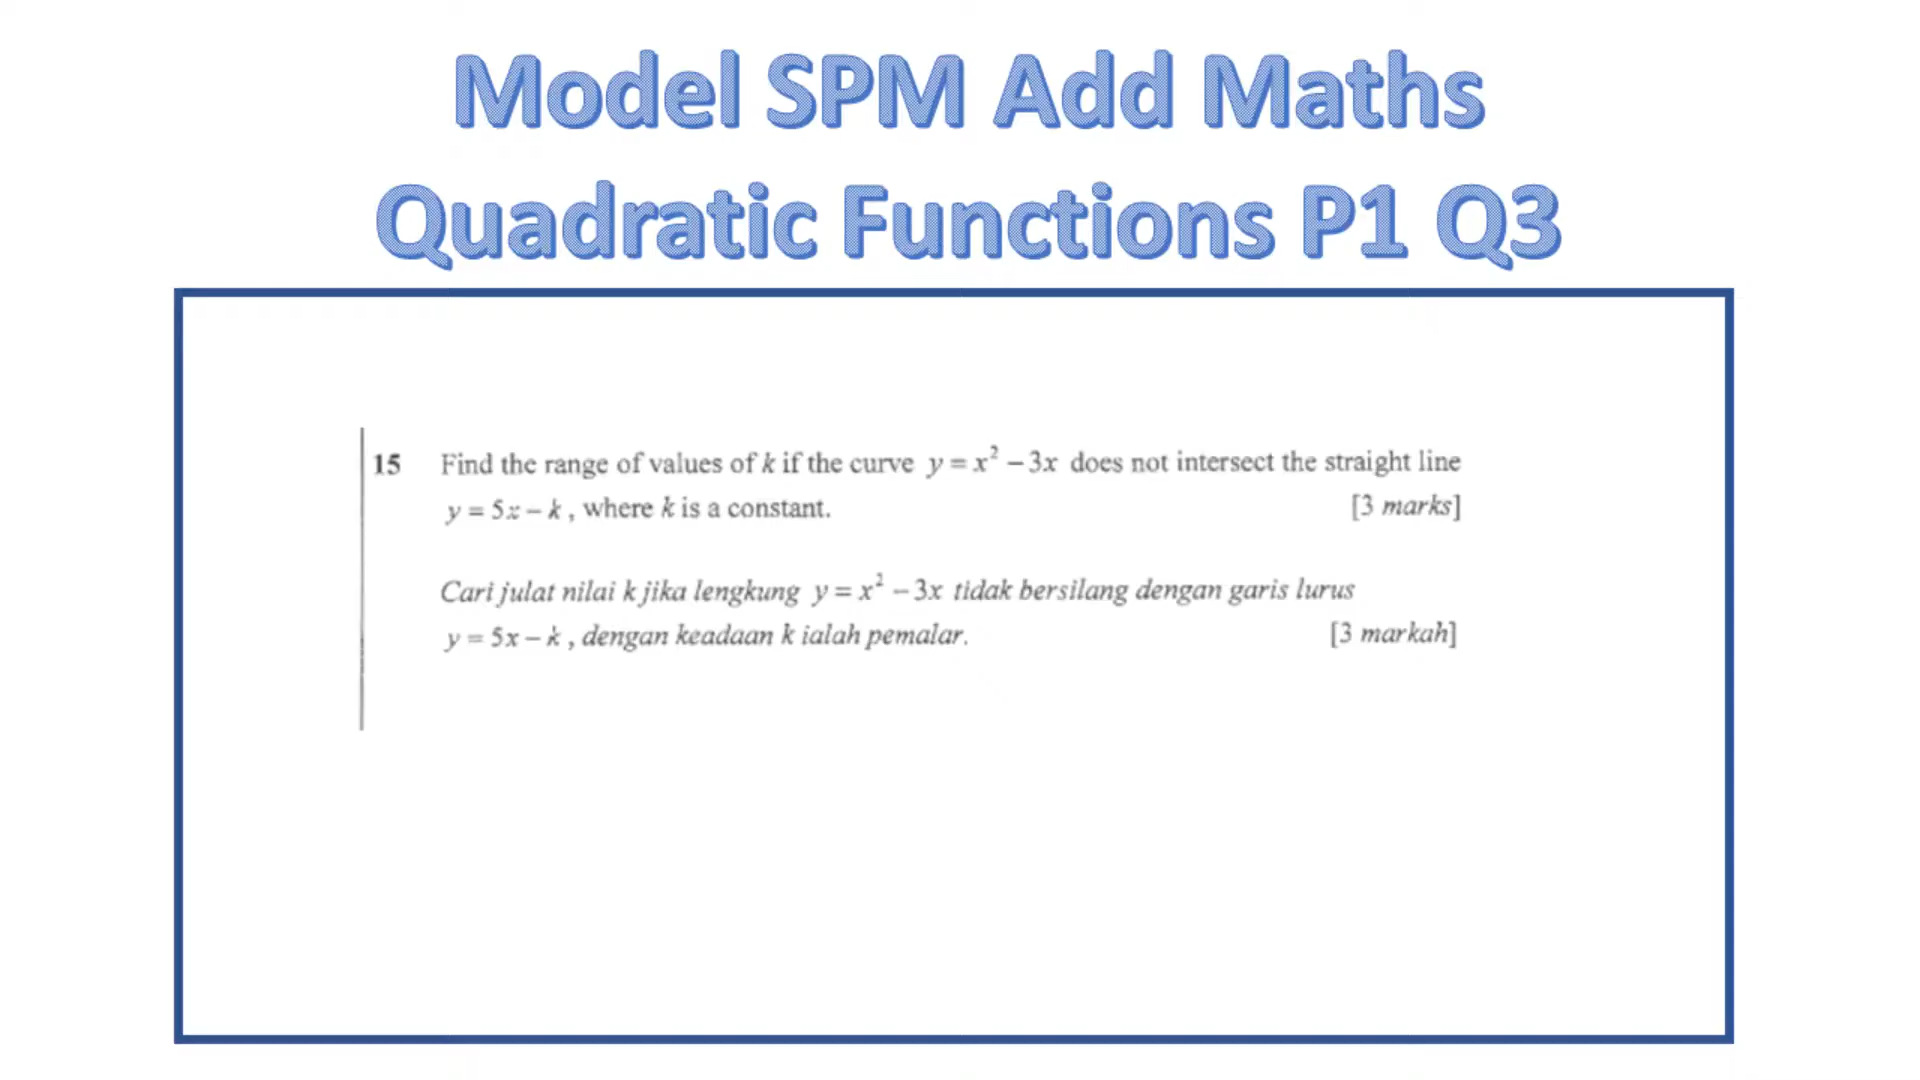 Model SPM Add Maths
Quadratic Functions P1 Q3
15 Find the range of values of k if the curve y = x² − 3x does not intersect the straight line
y = 5x − k , where k is a constant. [3 marks]
Cari julat nilai k jika lengkung y = x² − 3x tidak bersilang dengan garis lurus
y = 5x − k , dengan keadaan k ialah pemalar. [3 markah]